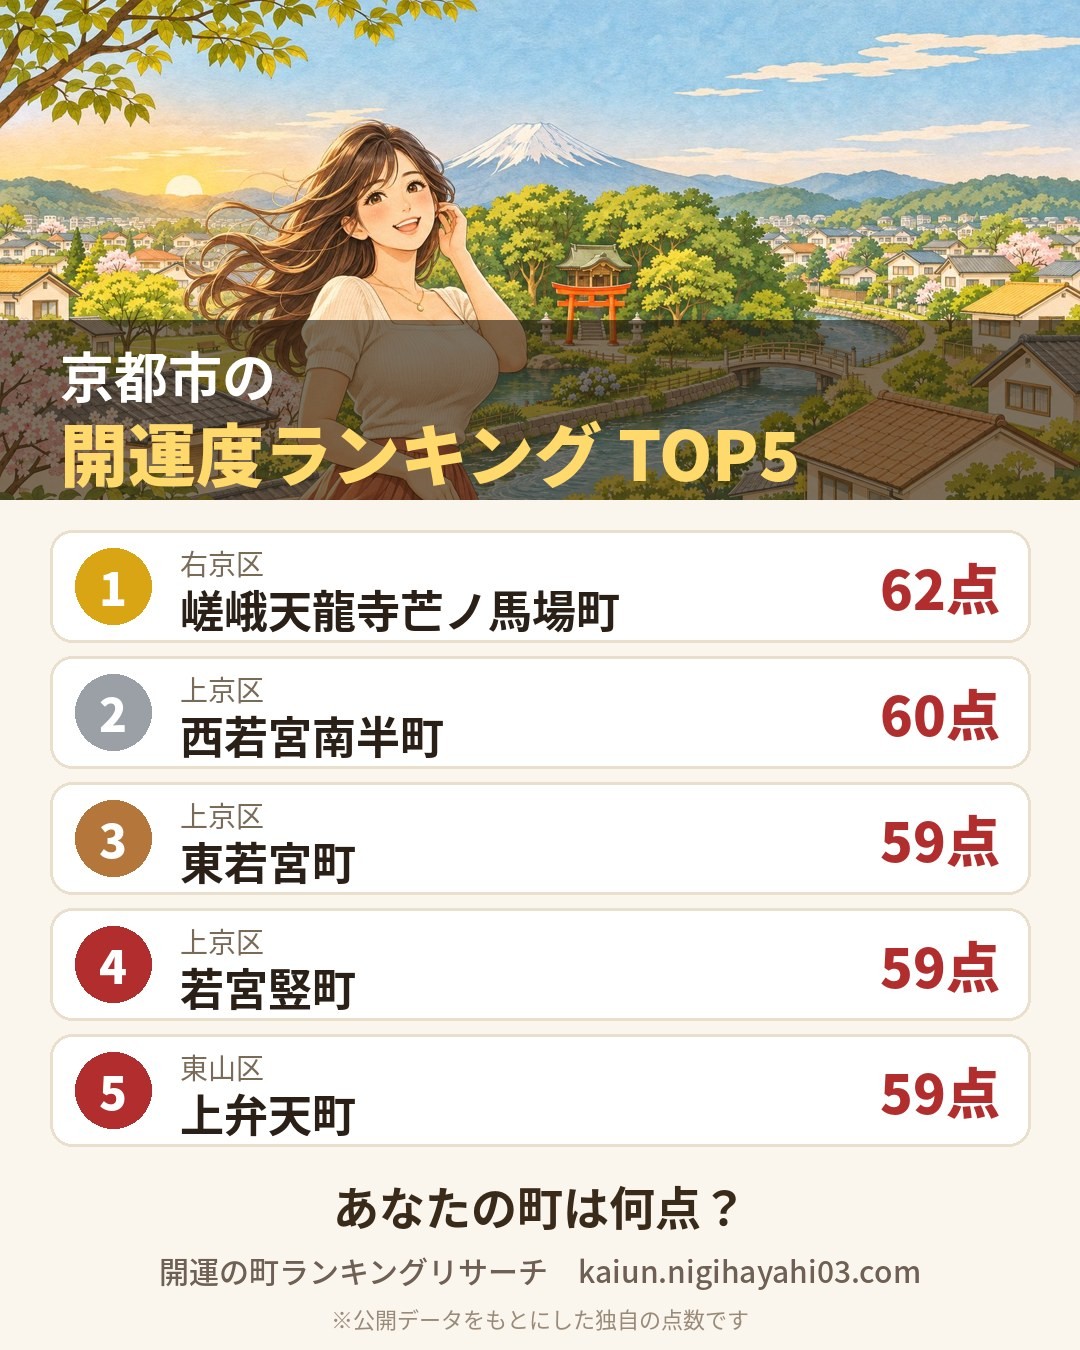 京都市の
開運度ランキング TOP5
1
右京区
嵯峨天龍寺芒ノ馬場町
62点
2
上京区
西若宮南半町
60点
3
上京区
東若宮町
59点
4
上京区
若宮竪町
59点
5
東山区
上弁天町
59点
あなたの町は何点？
開運の町ランキングリサーチ　kaiun.nigihayahi03.com
※公開データをもとにした独自の点数です